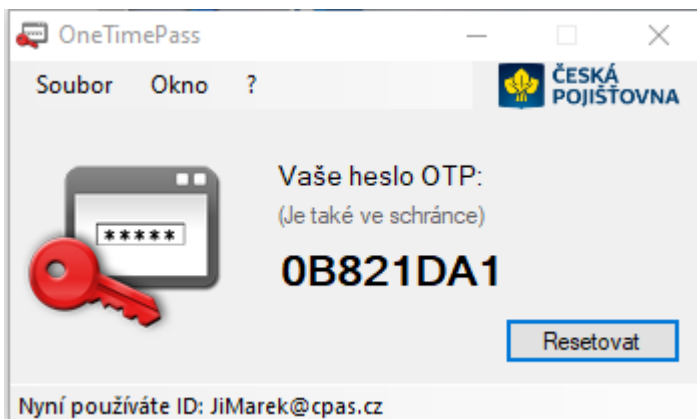 OneTimePass
Soubor Okno ?
ČESKÁ
POJIŠŤOVNA
Vaše heslo OTP:
(Je také ve schránce)
*****
0B821DA1
Resetovat
Nyní používáte ID: JiMarek@cpas.cz